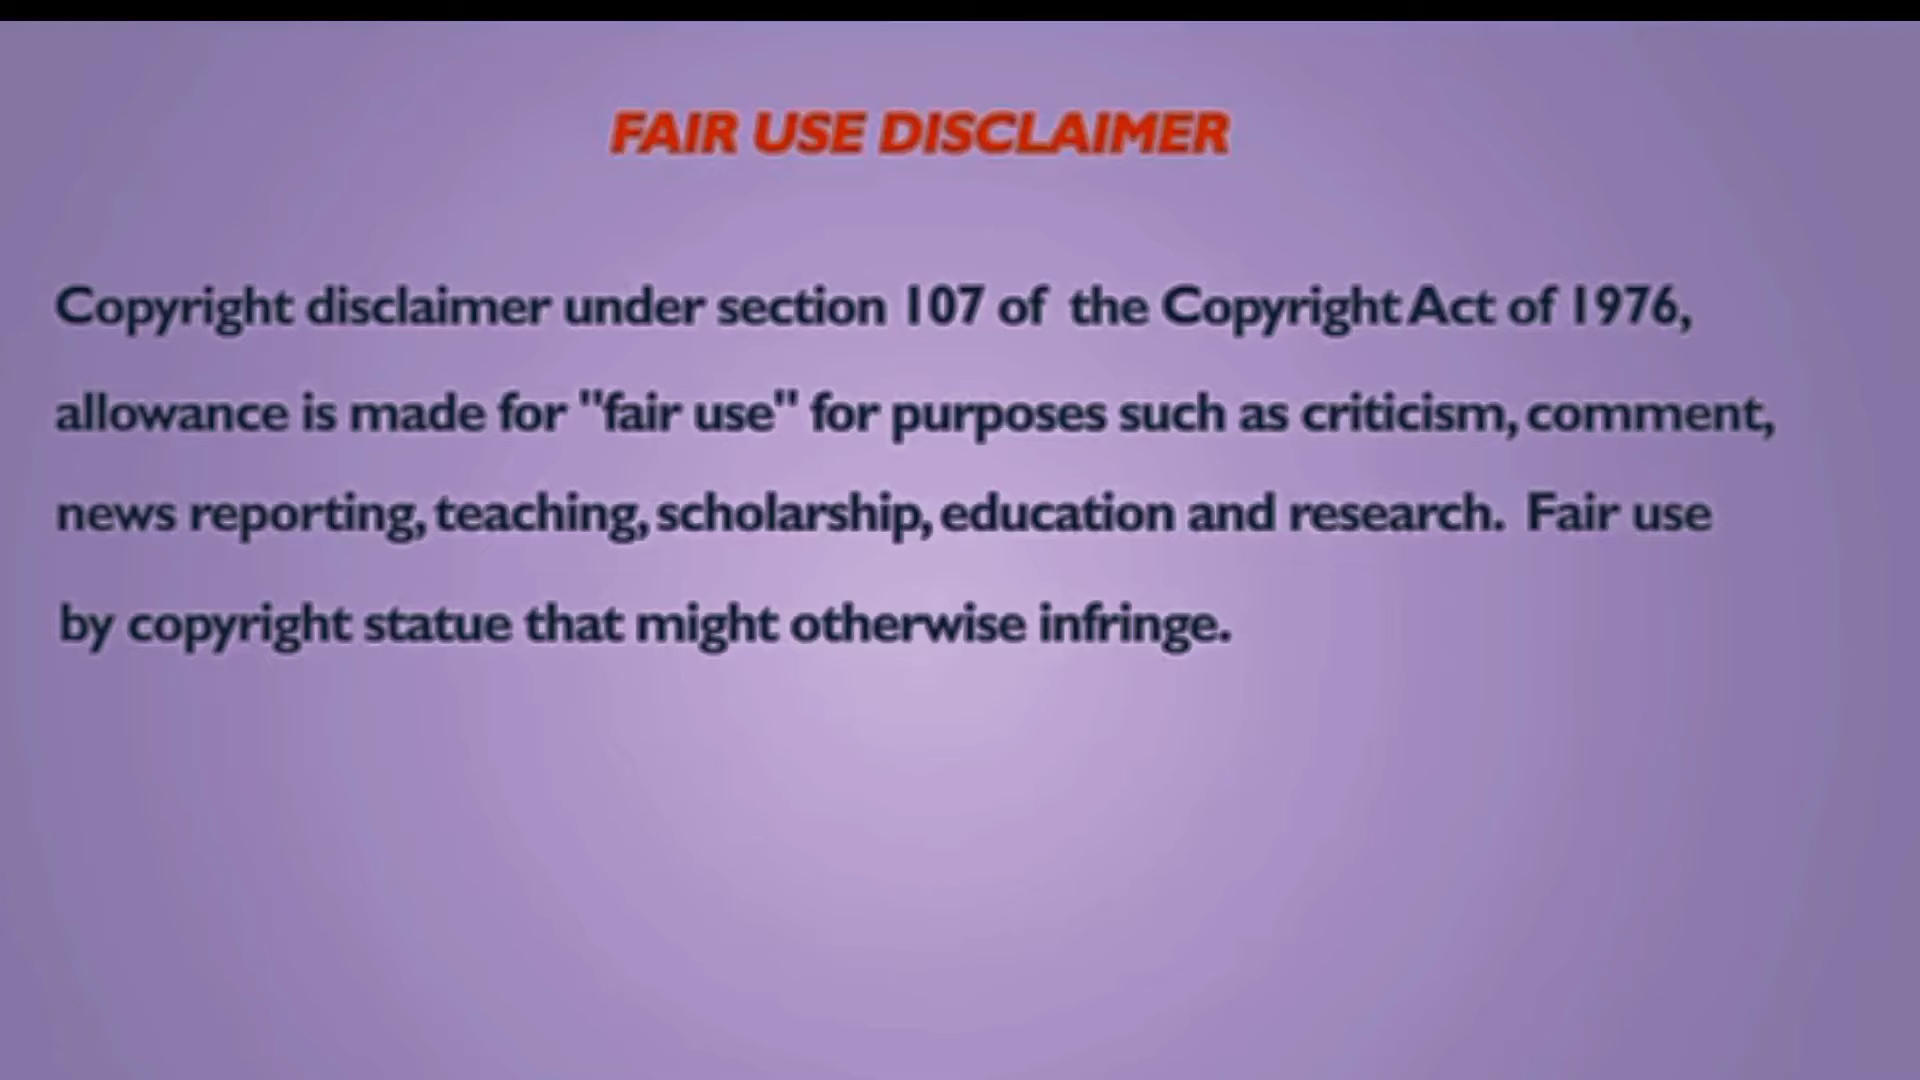 FAIR USE DISCLAIMER
Copyright disclaimer under section 107 of the Copyright Act of 1976,
allowance is made for "fair use" for purposes such as criticism, comment,
news reporting, teaching, scholarship, education and research. Fair use
by copyright statue that might otherwise infringe.